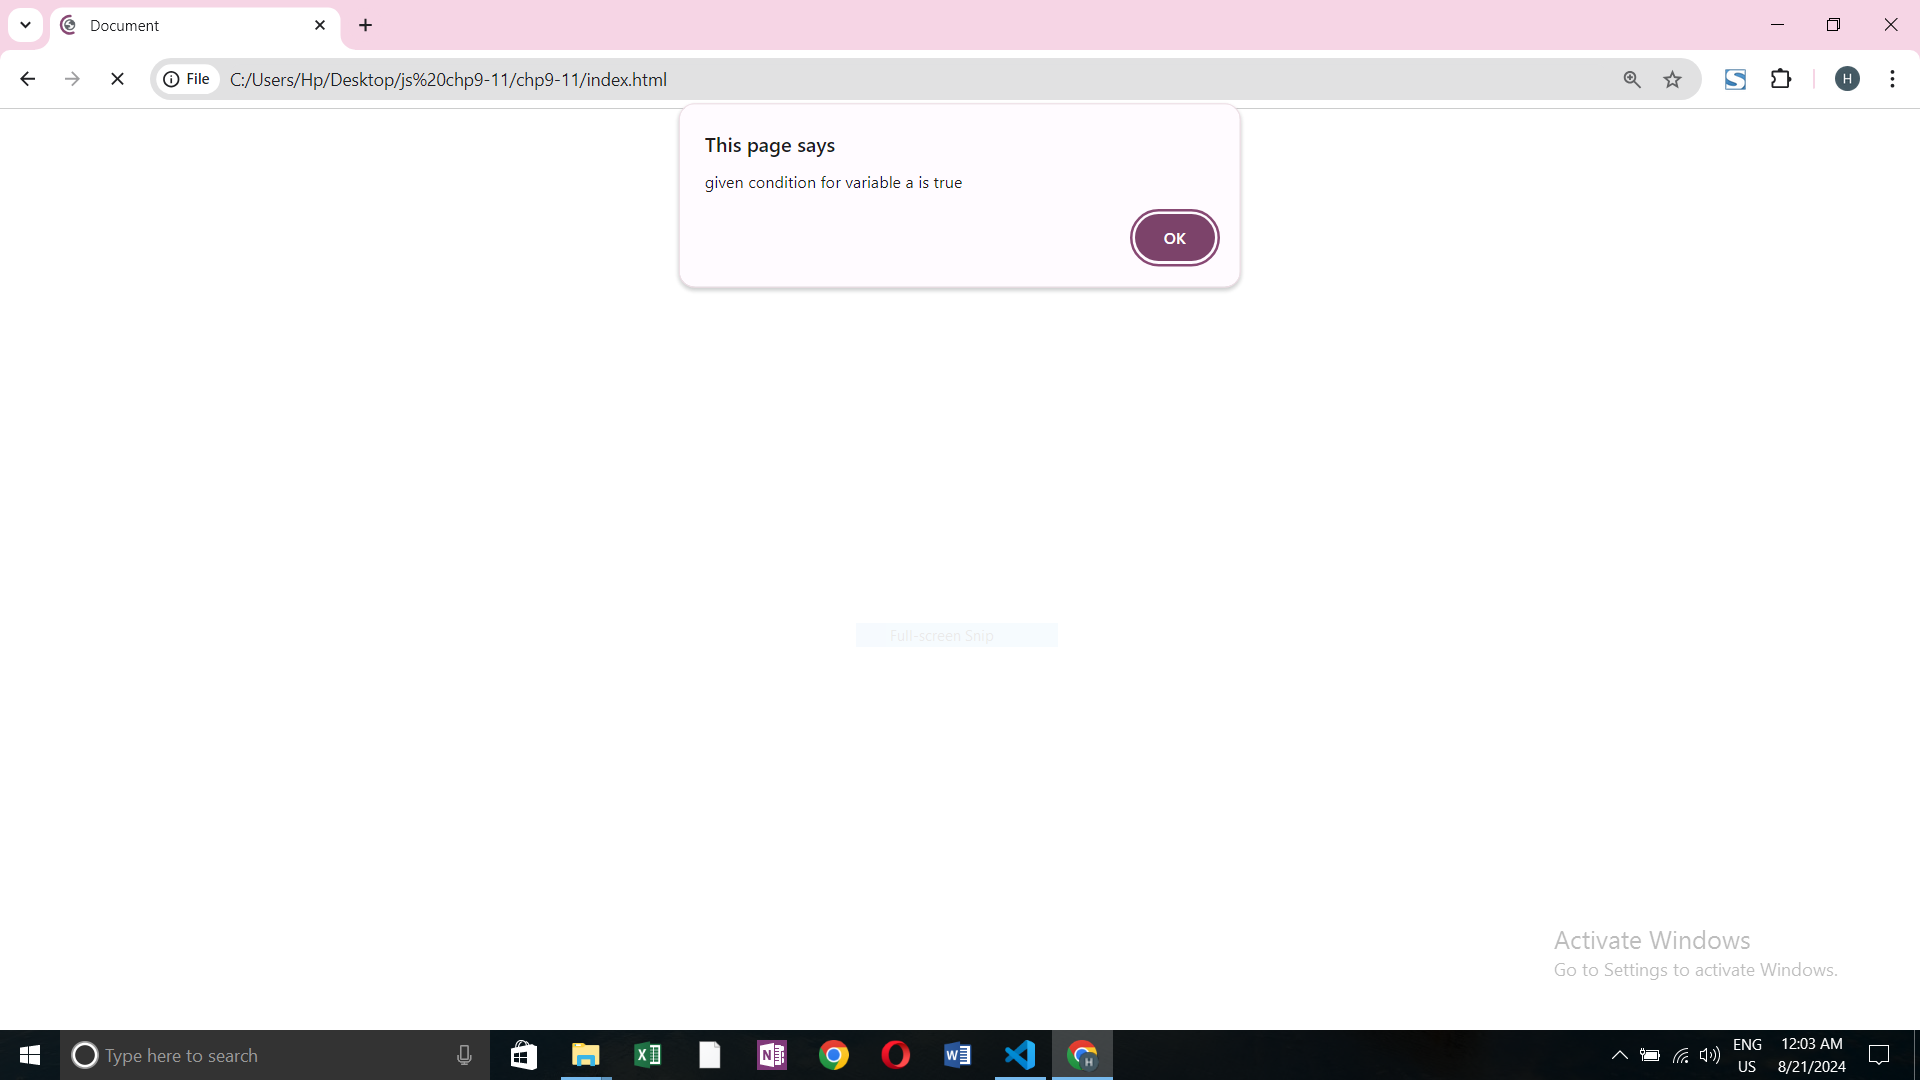 Document
File
C:/Users/Hp/Desktop/js%20chp9-11/chp9-11/index.html
H
This page says
given condition for variable a is true
OK
Full-screen Snip
Activate Windows
Go to Settings to activate Windows.
Type here to search
ENG
US
12:03 AM
8/21/2024